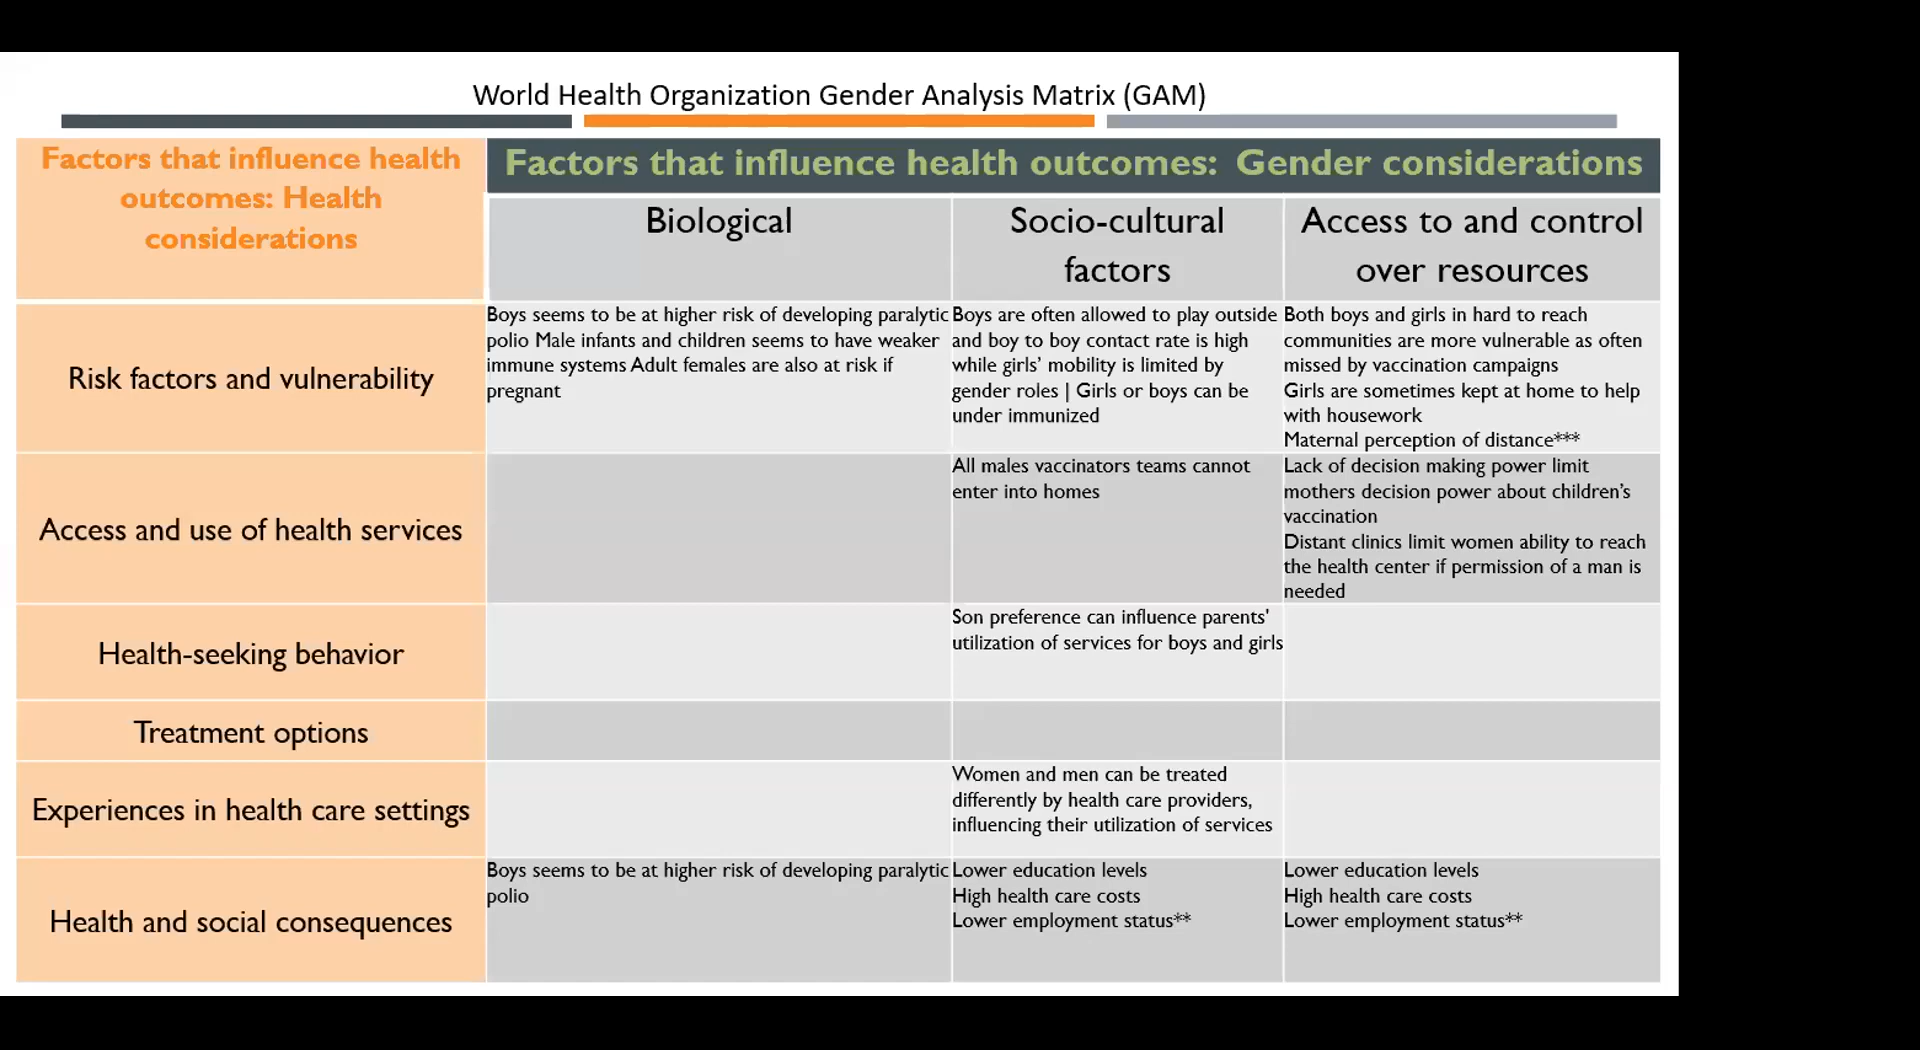 World Health Organization Gender Analysis Matrix (GAM)
Factors that influence health
outcomes: Health
considerations
Factors that influence health outcomes: Gender considerations
Biological
Socio-cultural
factors
Access to and control
over resources
Risk factors and vulnerability
Boys seems to be at higher risk of developing paralytic
polio Male infants and children seems to have weaker
immune systems Adult females are also at risk if
pregnant
Boys are often allowed to play outside
and boy to boy contact rate is high
while girls’ mobility is limited by
gender roles | Girls or boys can be
under immunized
Both boys and girls in hard to reach
communities are more vulnerable as often
missed by vaccination campaigns
Girls are sometimes kept at home to help
with housework
Maternal perception of distance***
Access and use of health services
All males vaccinators teams cannot
enter into homes
Lack of decision making power limit
mothers decision power about children’s
vaccination
Distant clinics limit women ability to reach
the health center if permission of a man is
needed
Health-seeking behavior
Son preference can influence parents'
utilization of services for boys and girls
Treatment options
Experiences in health care settings
Women and men can be treated
differently by health care providers,
influencing their utilization of services
Health and social consequences
Boys seems to be at higher risk of developing paralytic
polio
Lower education levels
High health care costs
Lower employment status**
Lower education levels
High health care costs
Lower employment status**